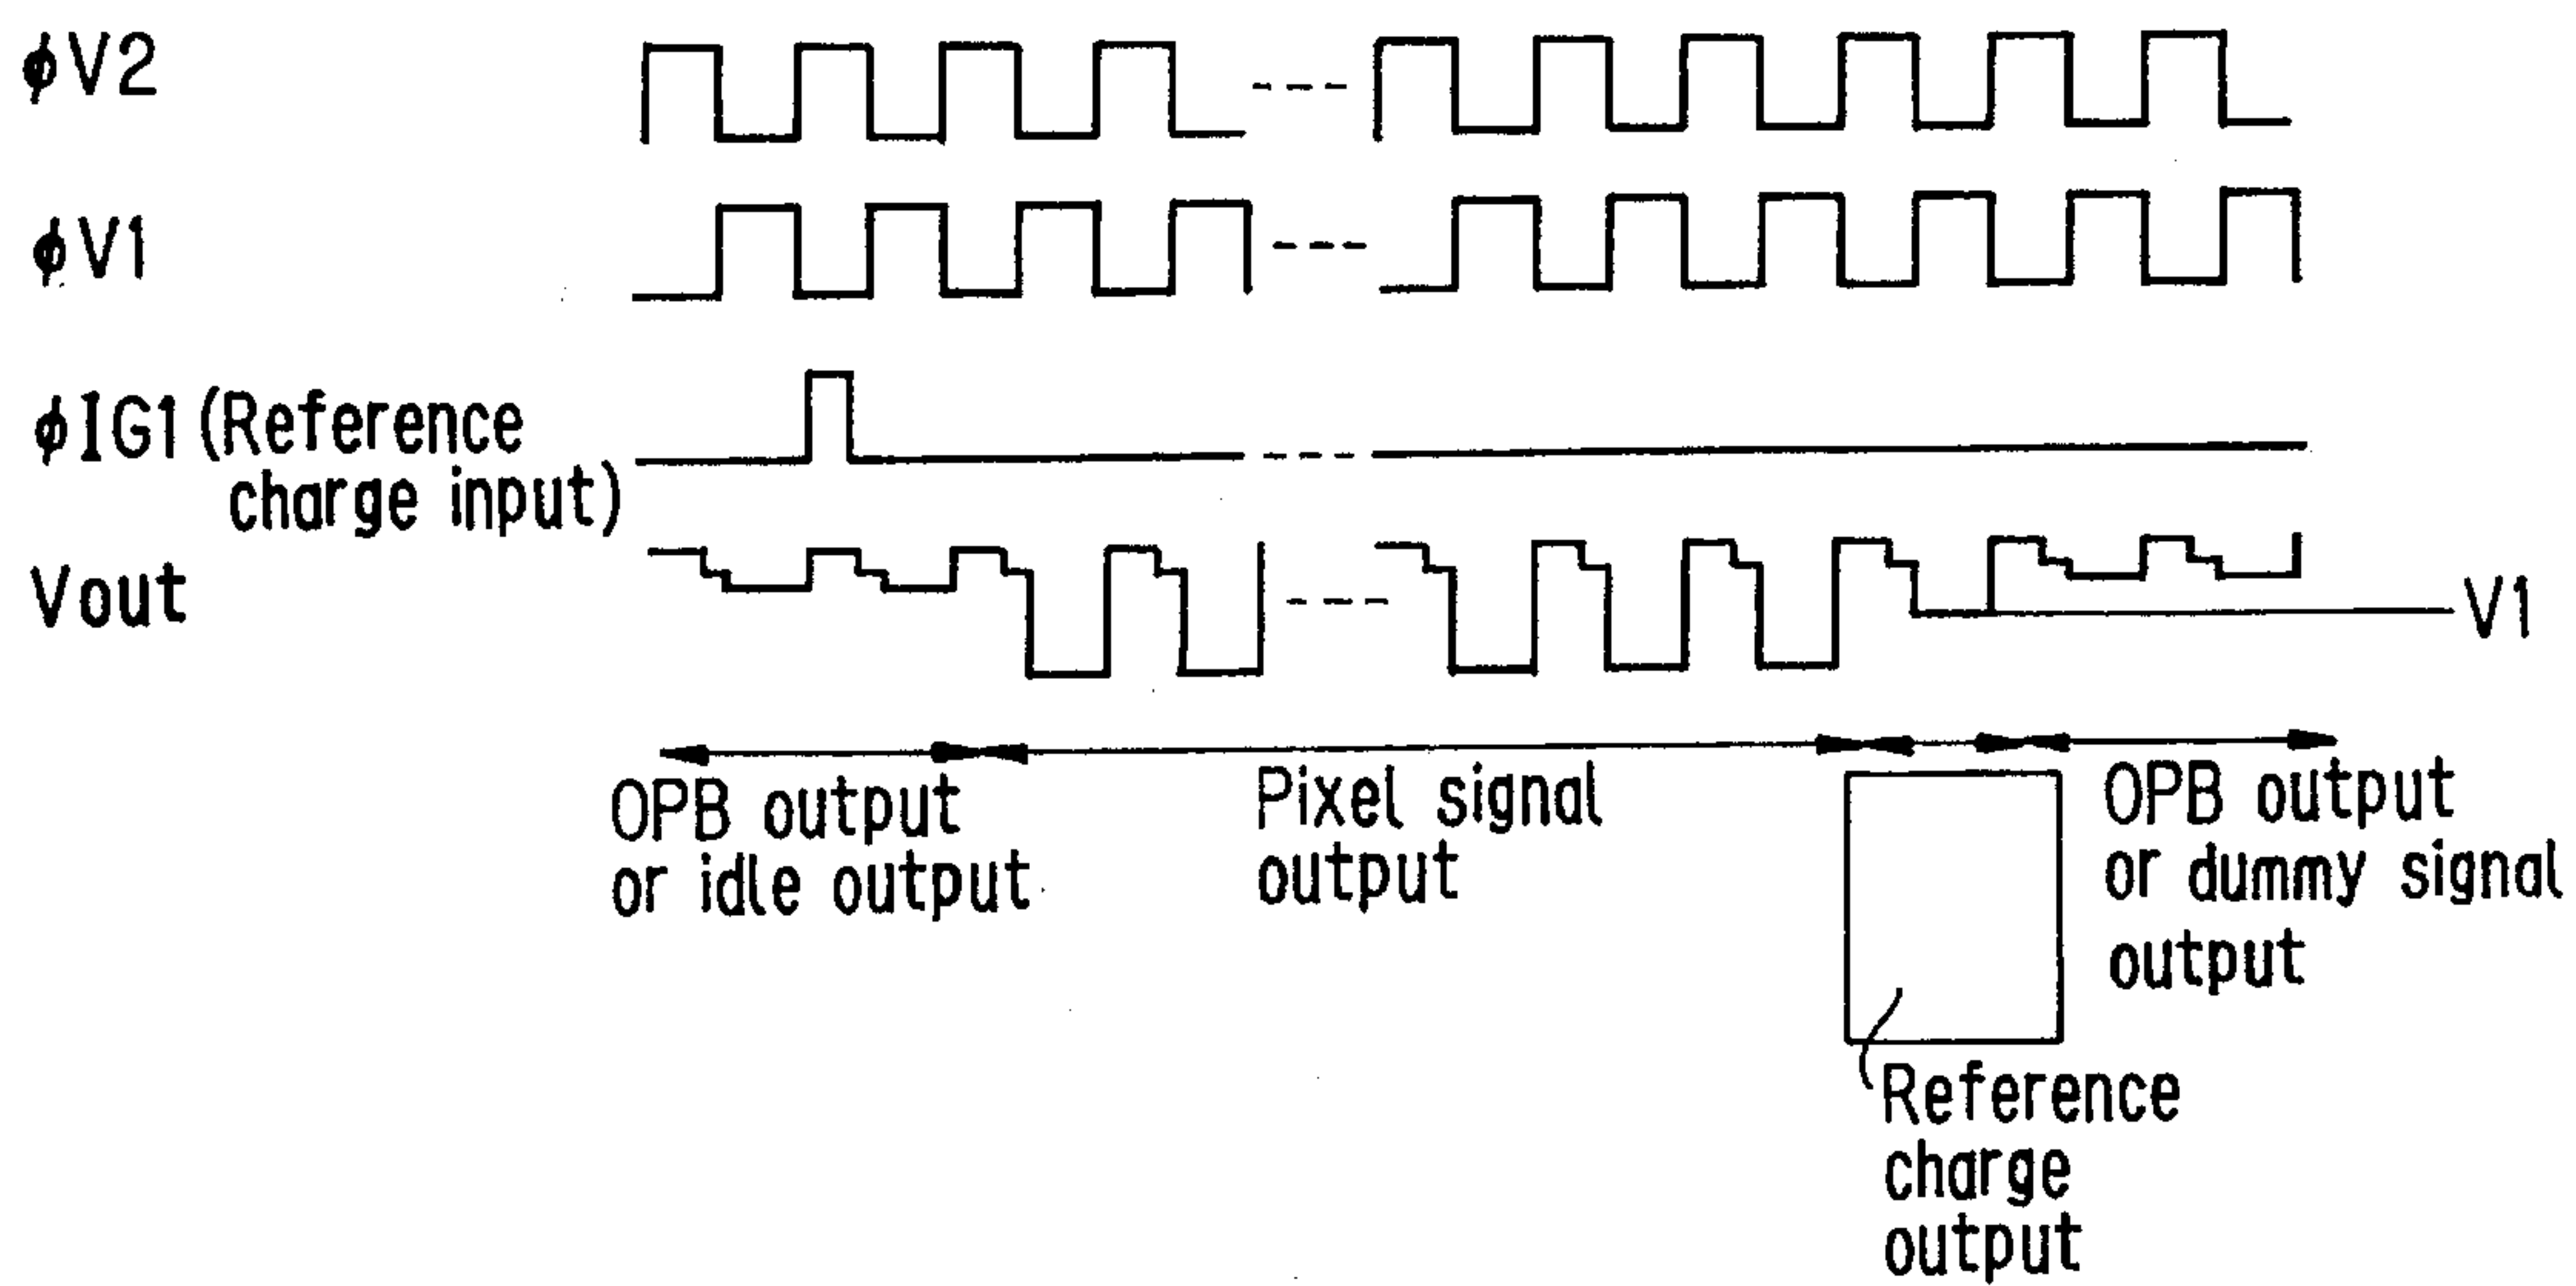 ϕV2
ϕV1
ϕIG1 (Reference
charge input)
Vout
V1
OPB output
or idle output
Pixel signal
output
OPB output
or dummy signal
output
Reference
charge
output